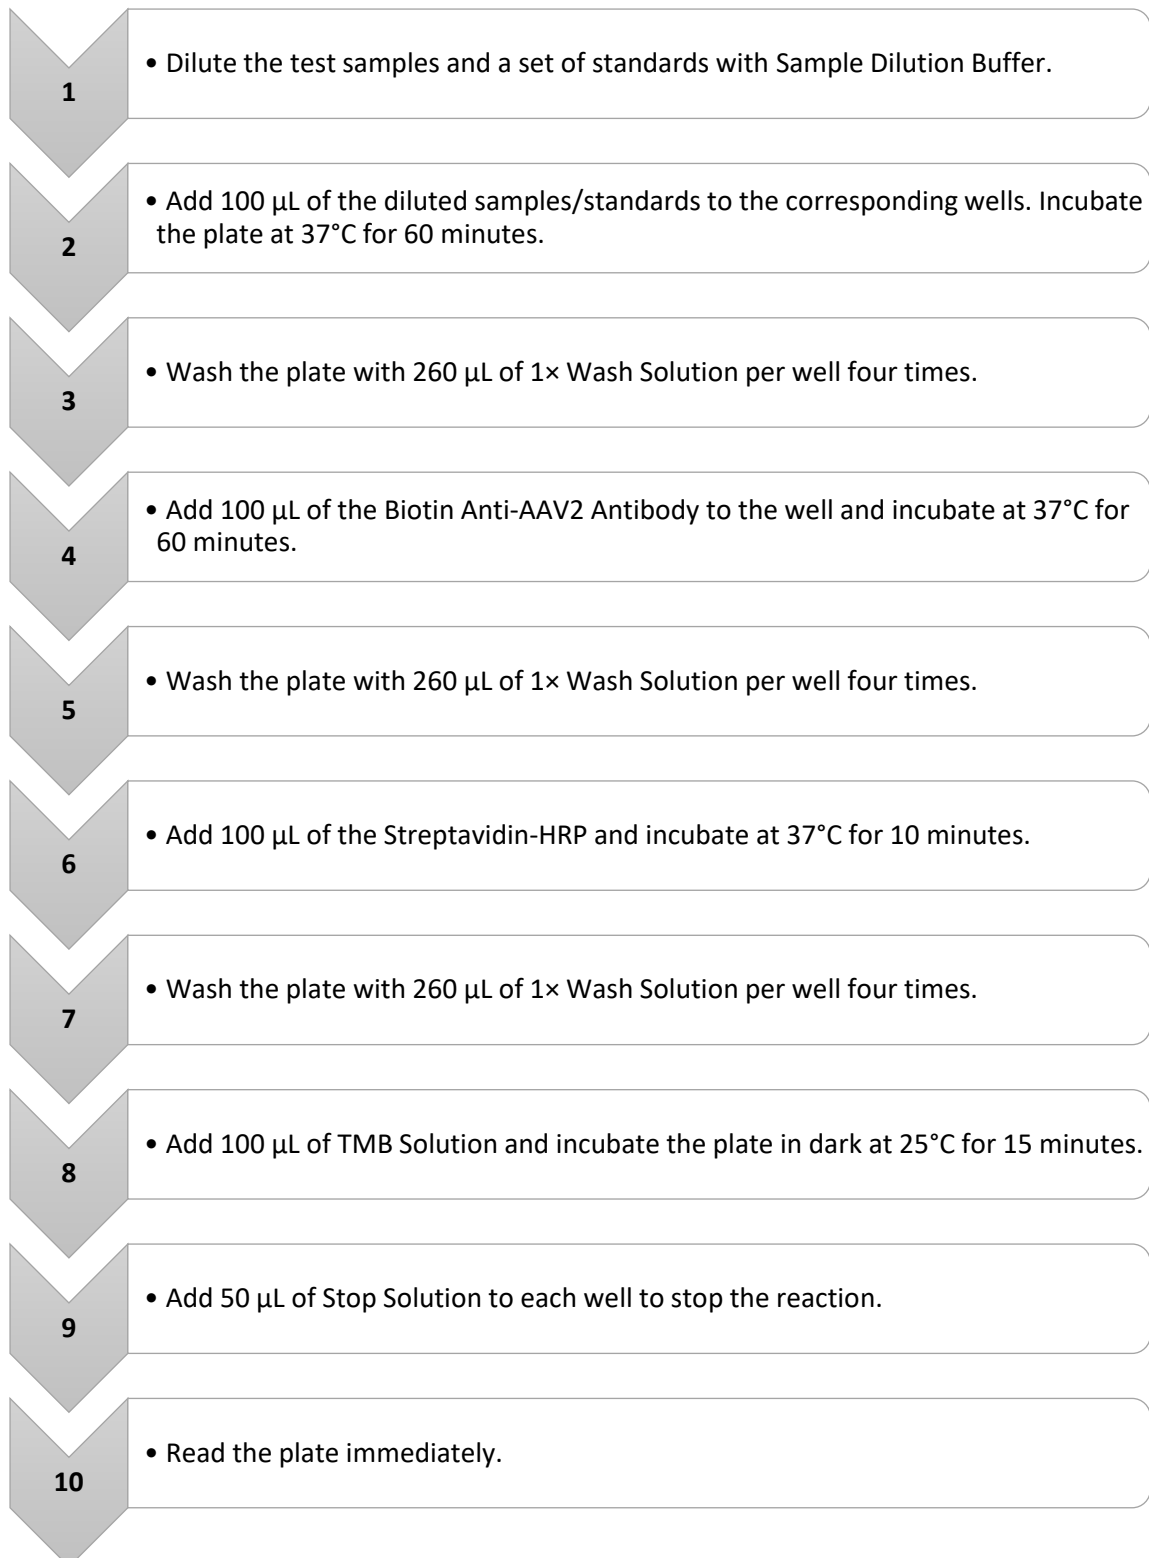 1
• Dilute the test samples and a set of standards with Sample Dilution Buffer.
2
• Add 100 µL of the diluted samples/standards to the corresponding wells. Incubate
the plate at 37°C for 60 minutes.
3
• Wash the plate with 260 µL of 1× Wash Solution per well four times.
4
• Add 100 µL of the Biotin Anti-AAV2 Antibody to the well and incubate at 37°C for
60 minutes.
5
• Wash the plate with 260 µL of 1× Wash Solution per well four times.
6
• Add 100 µL of the Streptavidin-HRP and incubate at 37°C for 10 minutes.
7
• Wash the plate with 260 µL of 1× Wash Solution per well four times.
8
• Add 100 µL of TMB Solution and incubate the plate in dark at 25°C for 15 minutes.
9
• Add 50 µL of Stop Solution to each well to stop the reaction.
10
• Read the plate immediately.